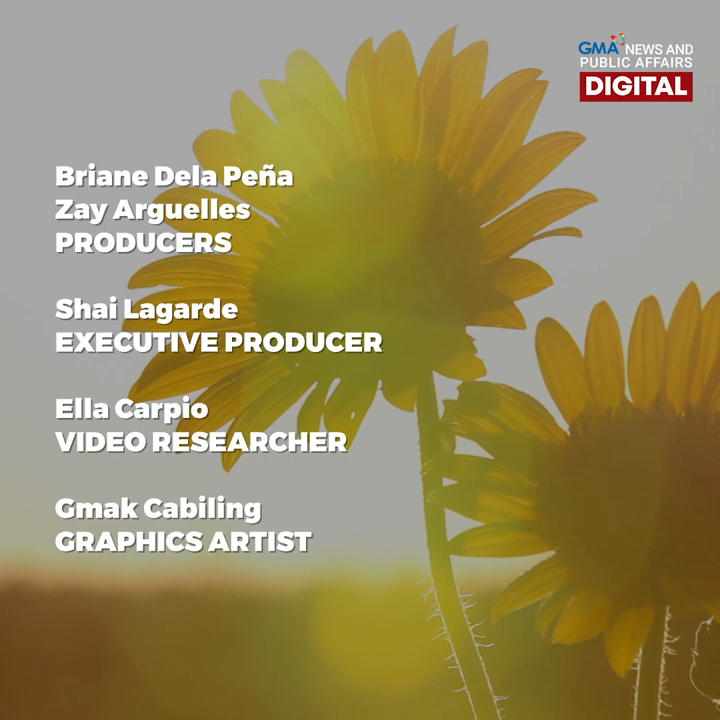 GMA NEWS AND
PUBLIC AFFAIRS
DIGITAL
Briane Dela Peña
Zay Arguelles
PRODUCERS
Shai Lagarde
EXECUTIVE PRODUCER
Ella Carpio
VIDEO RESEARCHER
Gmak Cabiling
GRAPHICS ARTIST